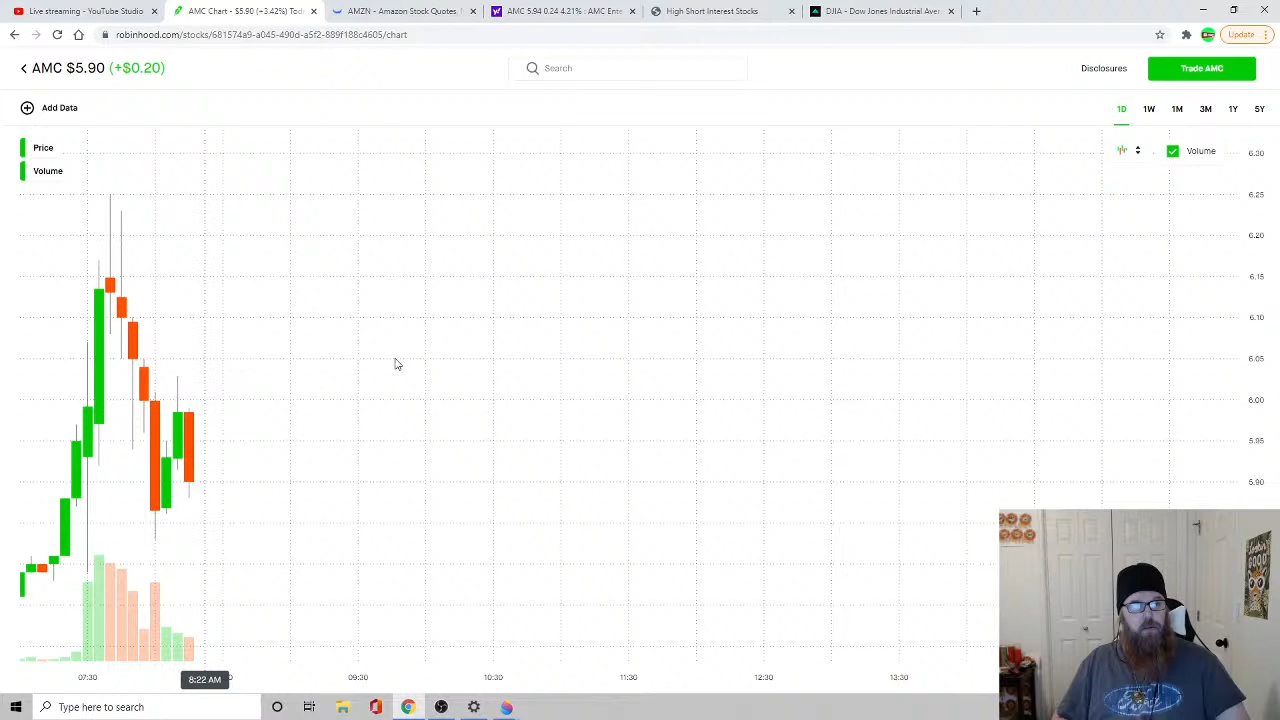 Live streaming - YouTube Studio
AMC Chart - $5.90 (+3.42%) Toda
AMZN - Amazon Stock Quotes,
AMC 5.94 0.24 4.21% : AMC Ente
High Short Interest Stocks
DJIA - Dow Jones Industrial Aver
robinhood.com/stocks/681574a9-a045-490d-a5f2-889f188c4605/chart
Update
AMC $5.90 (+$0.20)
Search
Disclosures
Trade AMC
Add Data
1D 1W 1M 3M 1Y 5Y
Price
Volume
Volume
6.30
6.25
6.20
6.15
6.10
6.05
6.00
5.95
5.90
07:30
8:22 AM
09:30
10:30
11:30
12:30
13:30
Type here to search